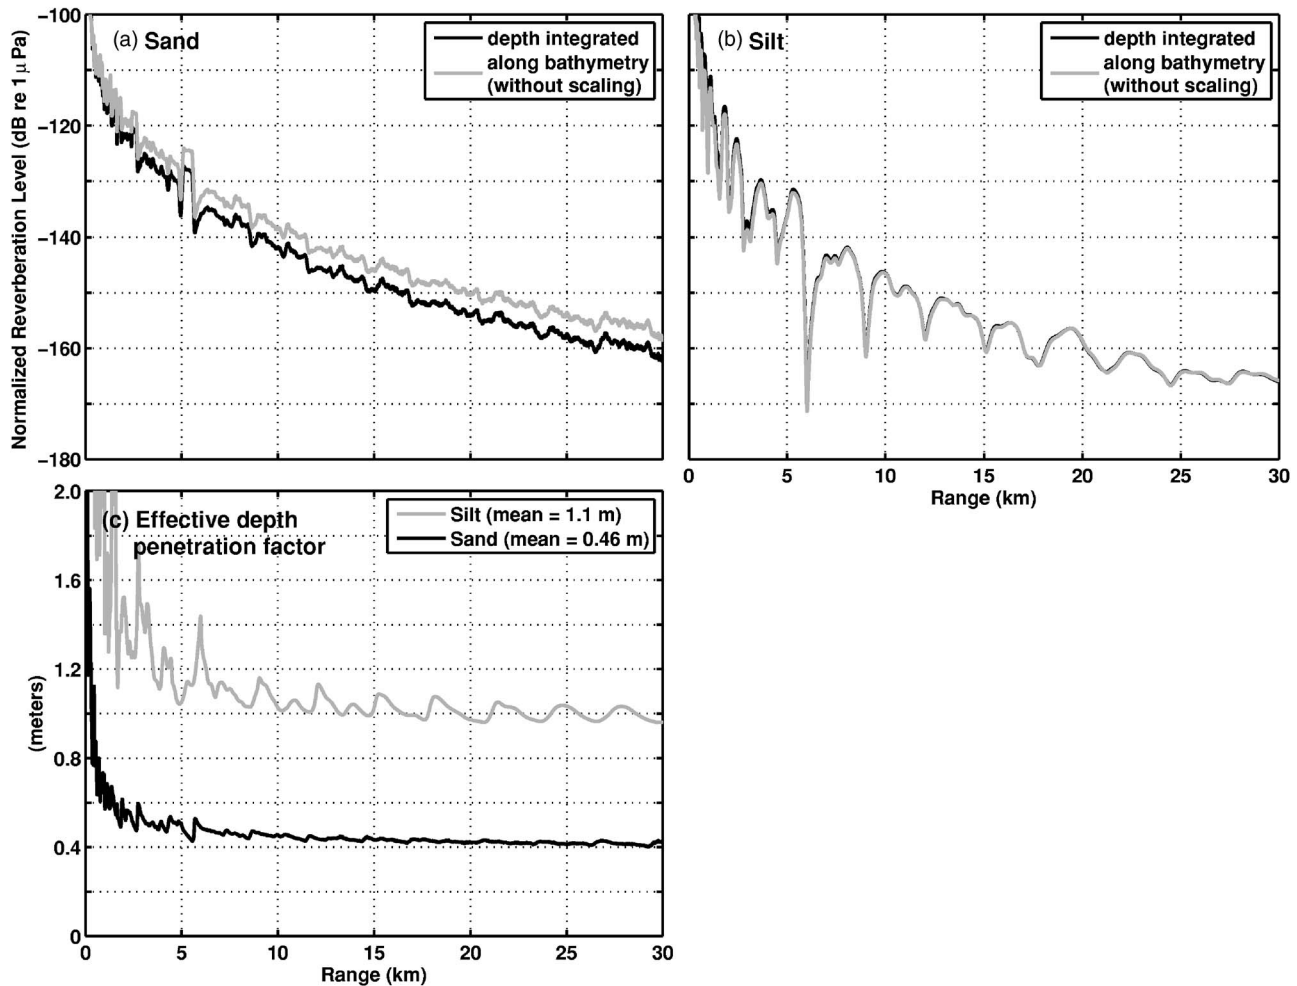 (a) Sand
depth integrated
along bathymetry
(without scaling)
Normalized Reverberation Level (dB re 1 μ Pa)
−100
−120
−140
−160
−180
(b) Silt
depth integrated
along bathymetry
(without scaling)
0 5 10 15 20 25 30
Range (km)
(c) Effective depth
penetration factor
Silt (mean = 1.1 m)
Sand (mean = 0.46 m)
(meters)
2.0
1.6
1.2
0.8
0.4
0
0 5 10 15 20 25 30
Range (km)